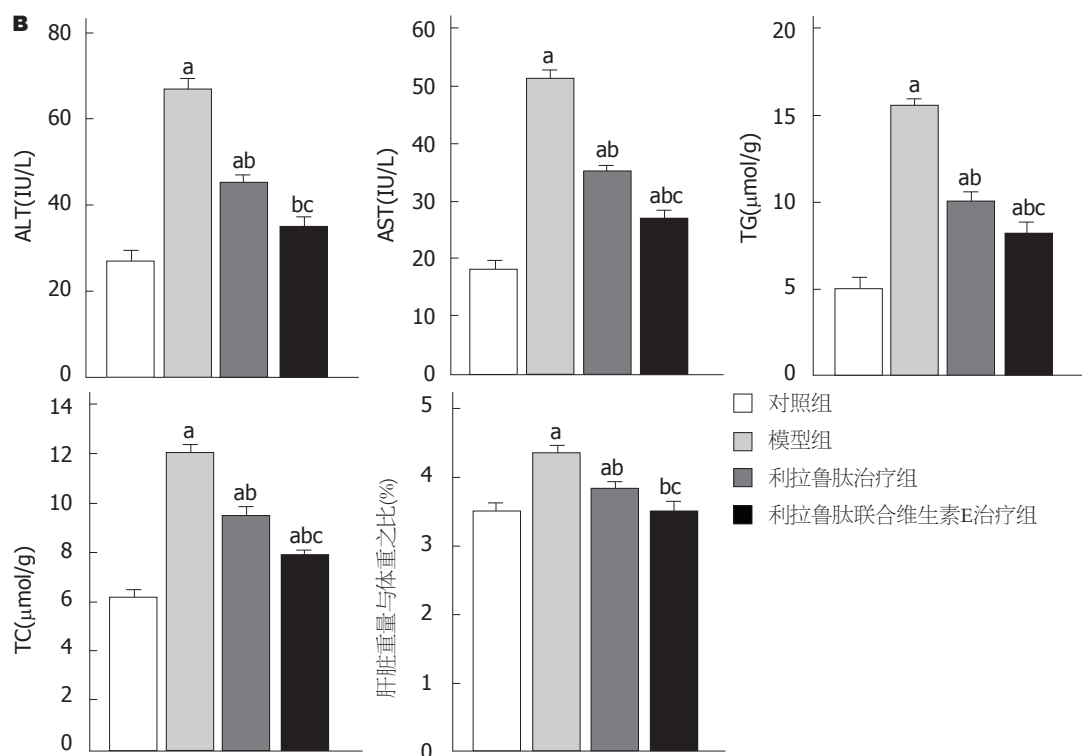 B
ALT(IU/L)
80
60
40
20
0
a
ab
bc
AST(IU/L)
60
50
40
30
20
10
0
a
ab
abc
TG(μmol/g)
20
15
10
5
0
a
ab
abc
TC(μmol/g)
14
12
10
8
6
4
2
0
a
ab
abc
肝脏重量与体重之比(%)
5
4
3
2
1
0
a
ab
bc
对照组
模型组
利拉鲁肽治疗组
利拉鲁肽联合维生素E治疗组